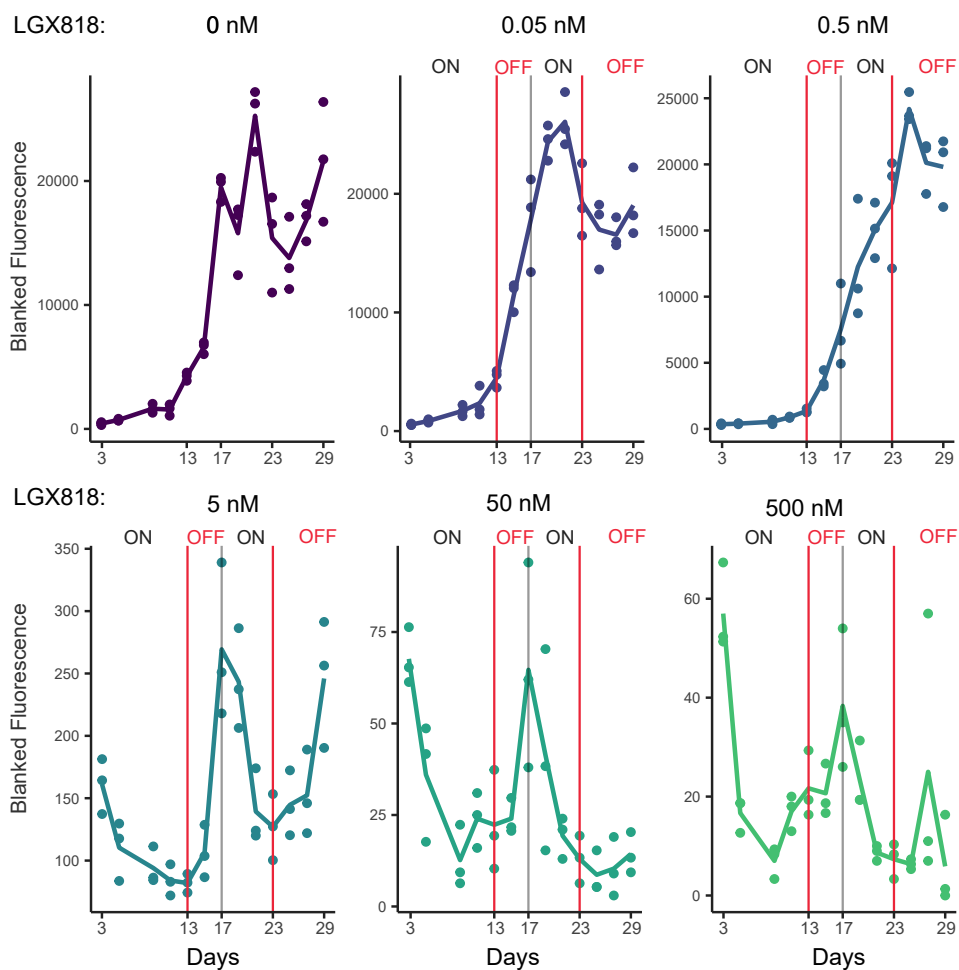 LGX818: 0 nM 0.05 nM 0.5 nM
ON OFF ON OFF ON OFF ON OFF
Blanked Fluorescence
20000
10000
0
3 13 17 23 29
20000
10000
0
3 13 17 23 29
25000
20000
15000
10000
5000
0
3 13 17 23 29
LGX818: 5 nM 50 nM 500 nM
ON OFF ON OFF ON OFF ON OFF ON OFF ON OFF
Blanked Fluorescence
350
300
250
200
150
100
3 13 17 23 29
Days
75
50
25
0
3 13 17 23 29
Days
60
40
20
0
3 13 17 23 29
Days